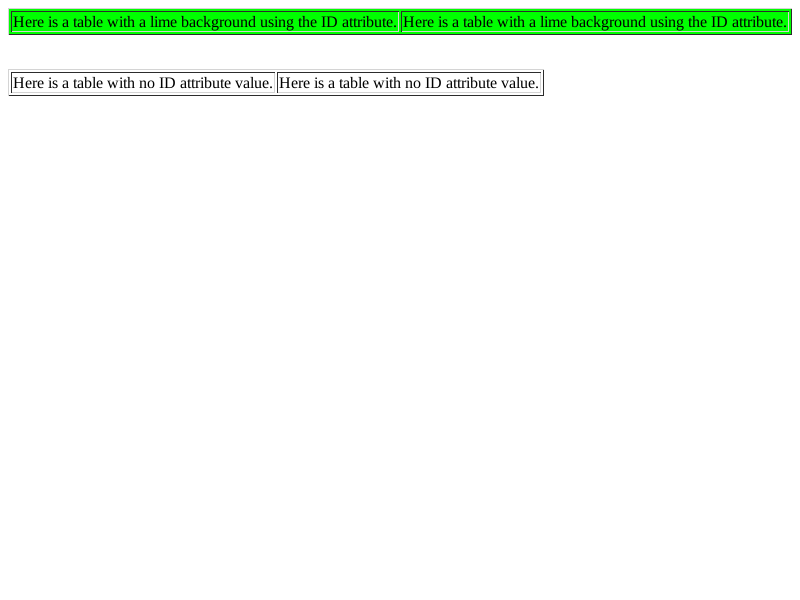 Here is a table with a lime background using the ID attribute. Here is a table with a lime background using the ID attribute.
Here is a table with no ID attribute value. Here is a table with no ID attribute value.